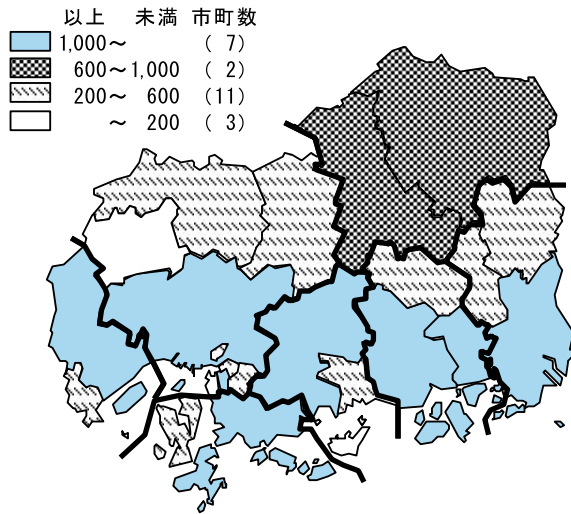 以上 未満 市町数
1,000～ ( 7)
600～1,000 ( 2)
200～ 600 (11)
～ 200 ( 3)